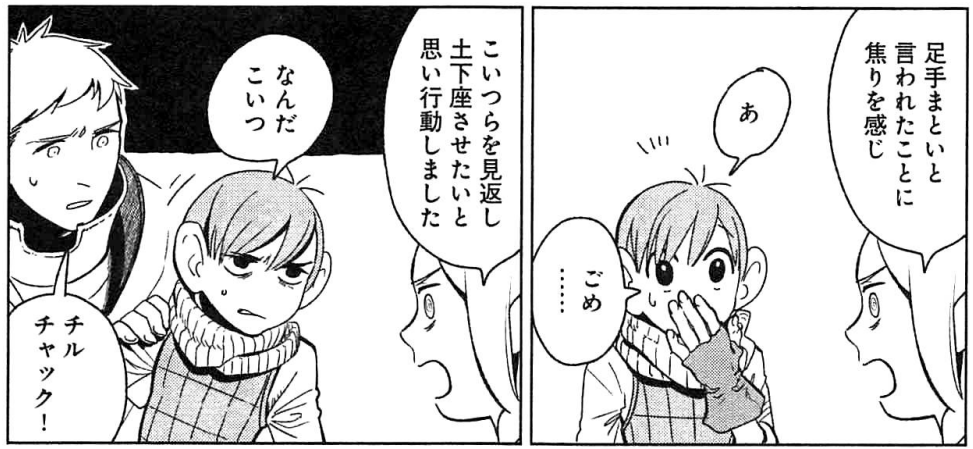 足手まといと
言われたことに
焦りを感じ
あ
ごめ
……
こいつらを見返し
土下座させたいと
思い行動しました
なんだ
こいつ
チル
チャック！